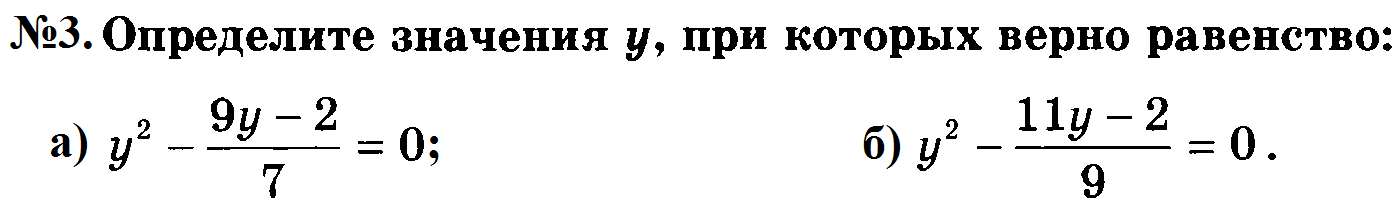 №3. Определите значения y, при которых верно равенство:
а) y² − (9y − 2)/7 = 0; б) y² − (11y − 2)/9 = 0.